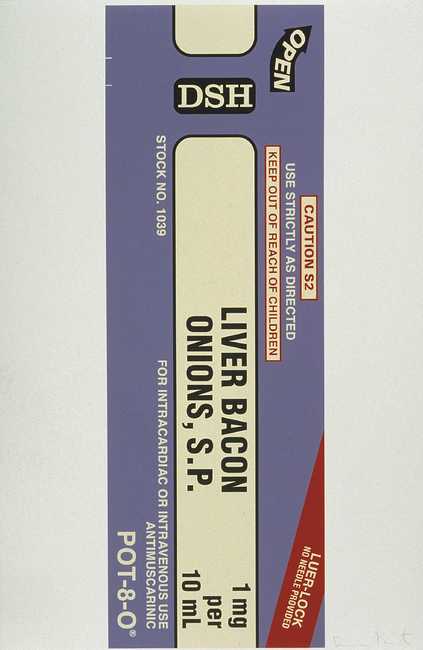 OPEN
DSH
CAUTION S2
USE STRICTLY AS DIRECTED
KEEP OUT OF REACH OF CHILDREN
STOCK NO. 1039
LIVER BACON
ONIONS, S.P.
1 mg
per
10 mL
LUER-LOCK
NO NEEDLE PROVIDED
FOR INTRACARDIAC OR INTRAVENOUS USE
ANTIMUSCARINIC
POT-8-O®